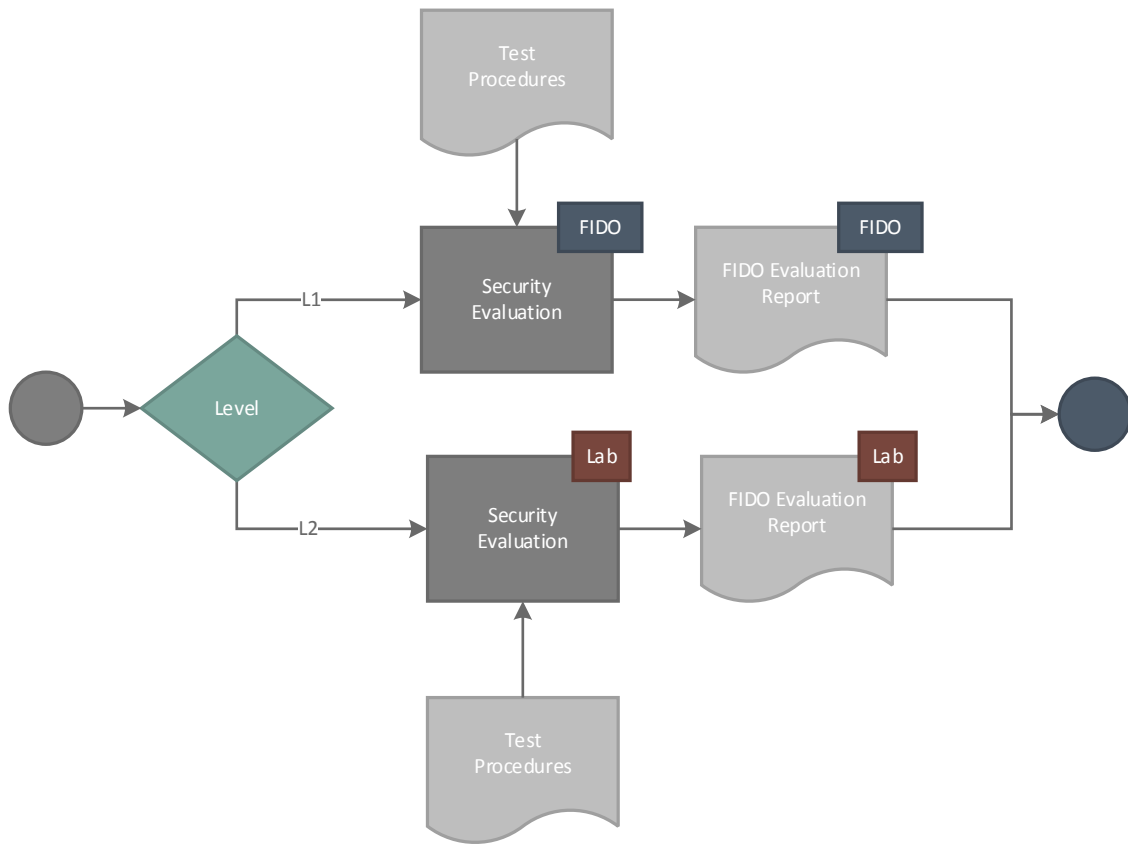 Test
Procedures
FIDO
FIDO
Security
Evaluation
FIDO Evaluation
Report
L1
Level
Lab
Lab
Security
Evaluation
FIDO Evaluation
Report
L2
Test
Procedures